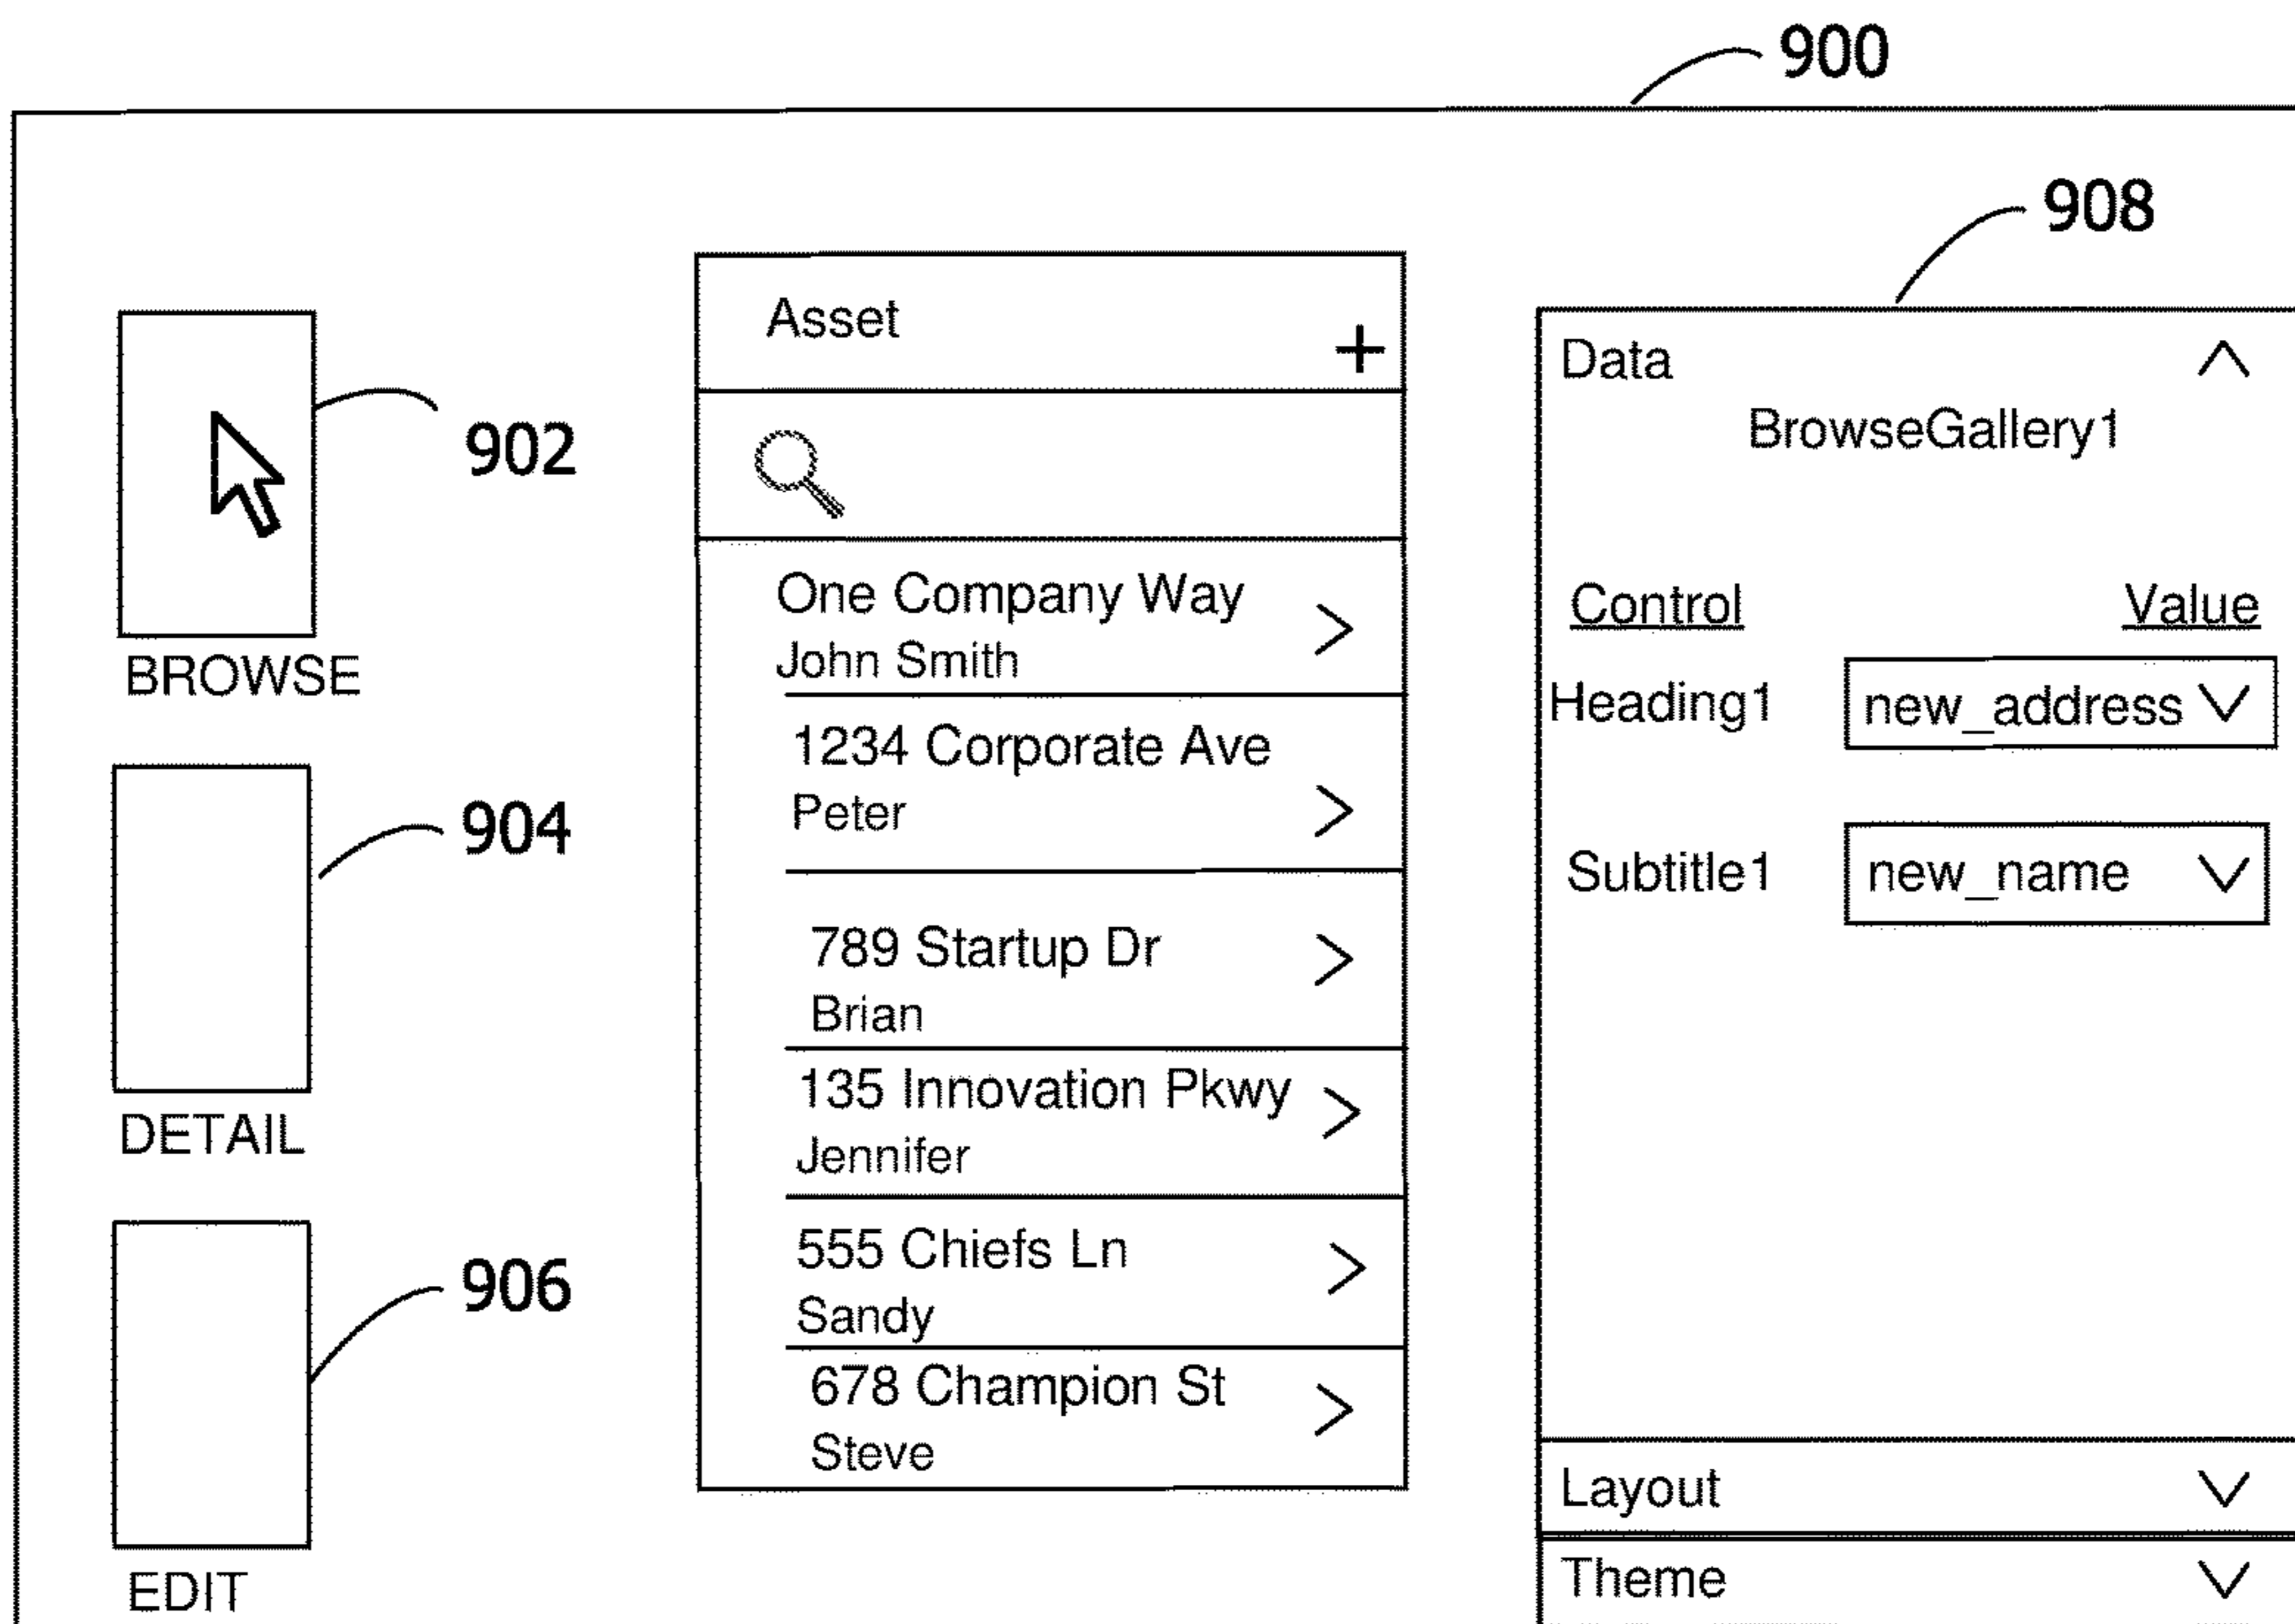 900
908
902
BROWSE
904
DETAIL
906
EDIT
Asset
+
One Company Way
John Smith
1234 Corporate Ave
Peter
789 Startup Dr
Brian
135 Innovation Pkwy
Jennifer
555 Chiefs Ln
Sandy
678 Champion St
Steve
Data
BrowseGallery1
Control Value
Heading1 new_address
Subtitle1 new_name
Layout
Theme